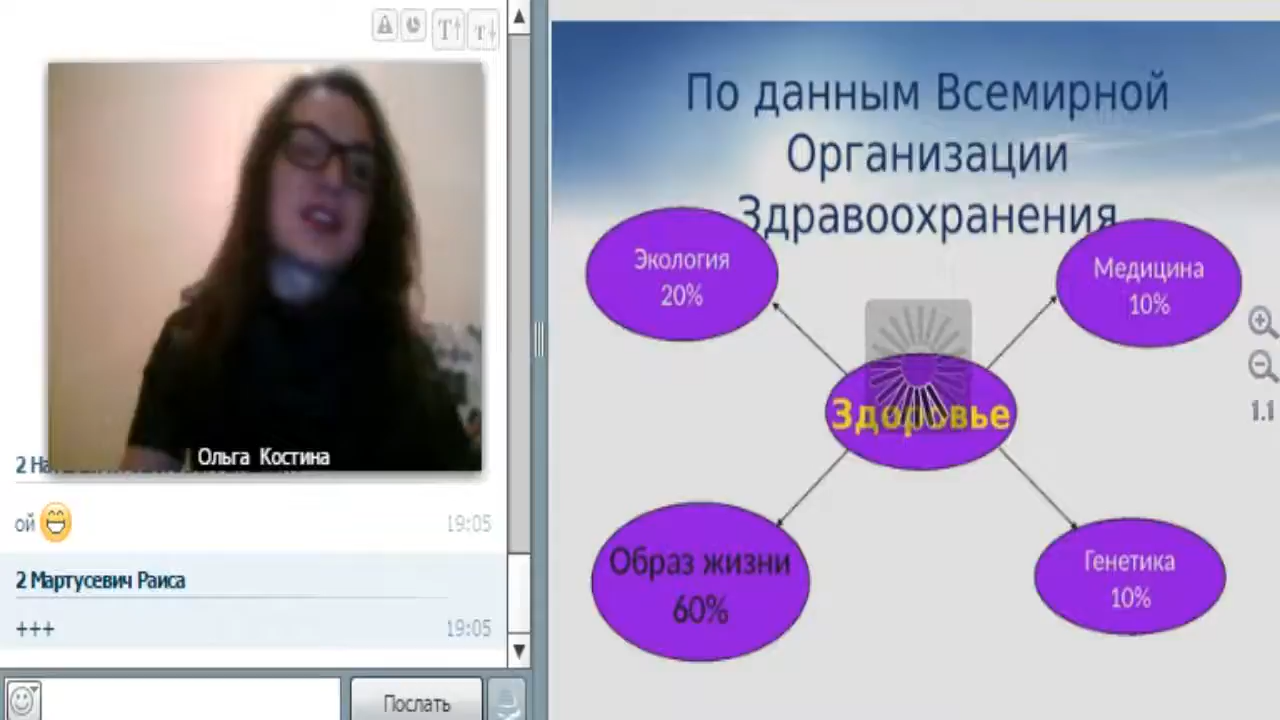 Ольга Костина
2
ой
19:05
2 Мартусевич Раиса
+++
19:05
Послать
По данным Всемирной
Организации
Здравоохранения
Экология
20%
Медицина
10%
Здоровье
Образ жизни
60%
Генетика
10%
1.1